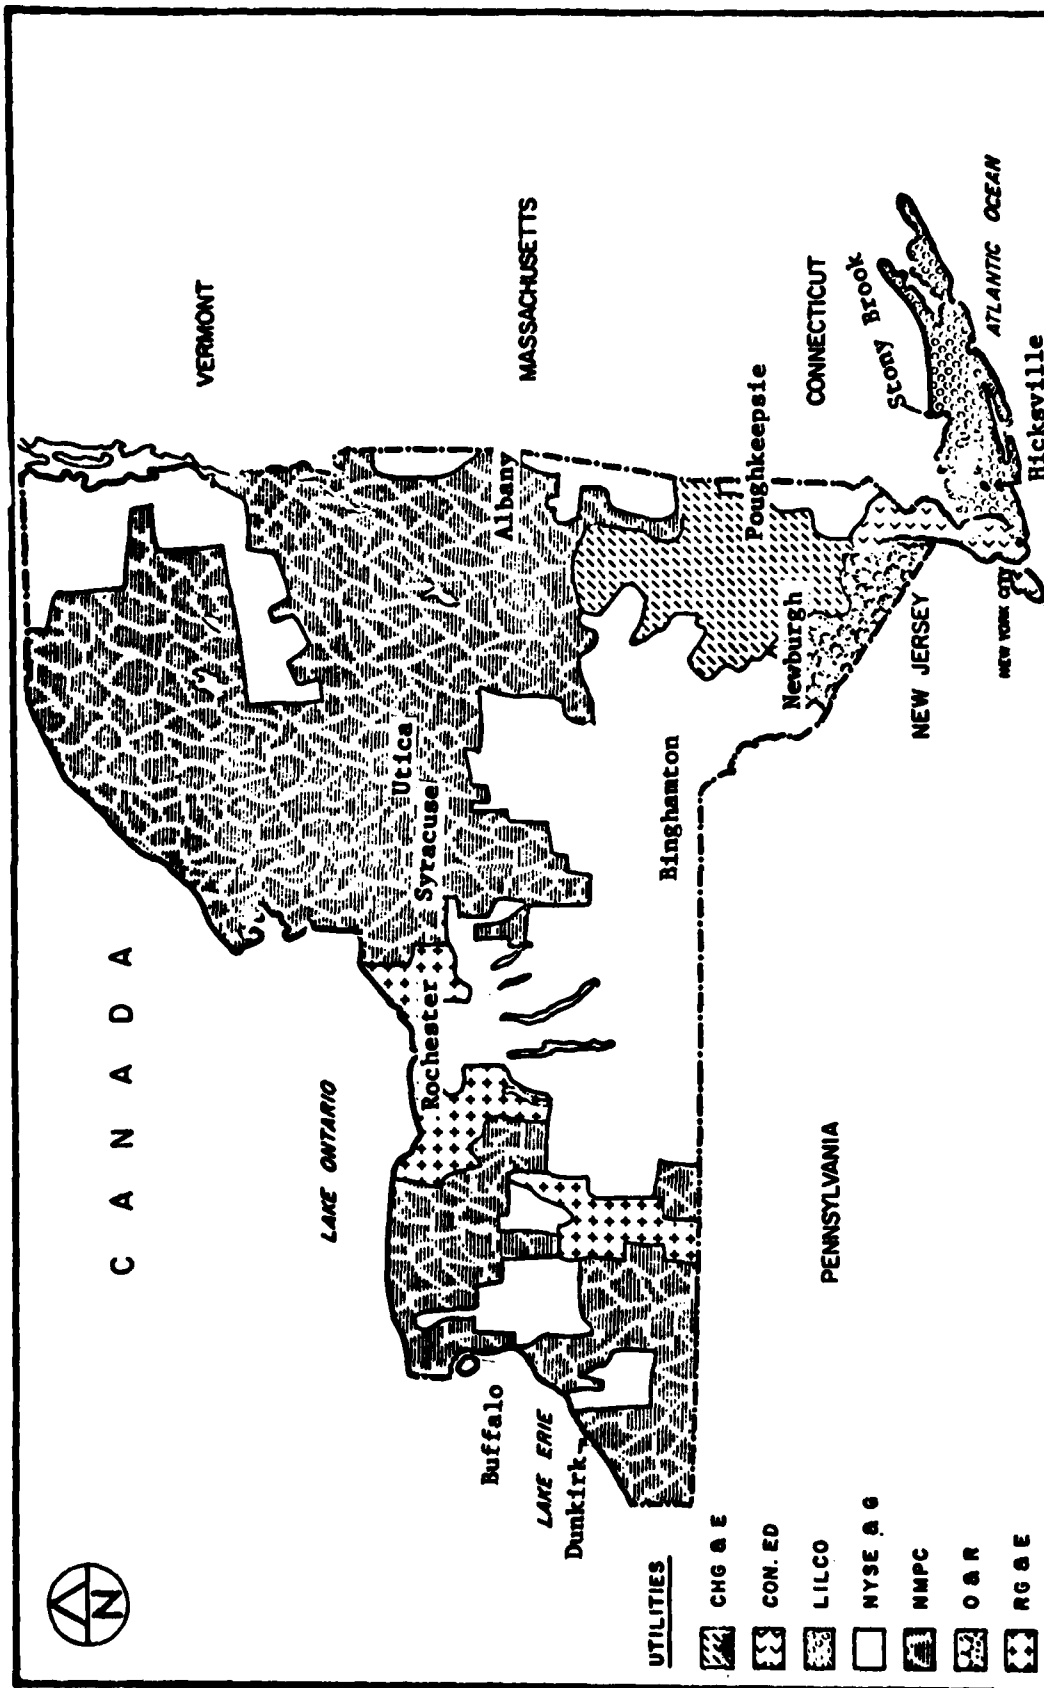 N
CANADA
VERMONT
LAKE ONTARIO
MASSACHUSETTS
Utica
Syracuse
Rochester
Albany
Buffalo
LAKE ERIE
Dunkirk
Binghamton
Poughkeepsie
Newburgh
CONNECTICUT
Stony Brook
PENNSYLVANIA
NEW JERSEY
ATLANTIC OCEAN
NEW YORK CITY
Hicksville
UTILITIES
CHG & E
CON. ED
LILCO
NYSE & G
NMPC
O & R
RG & E